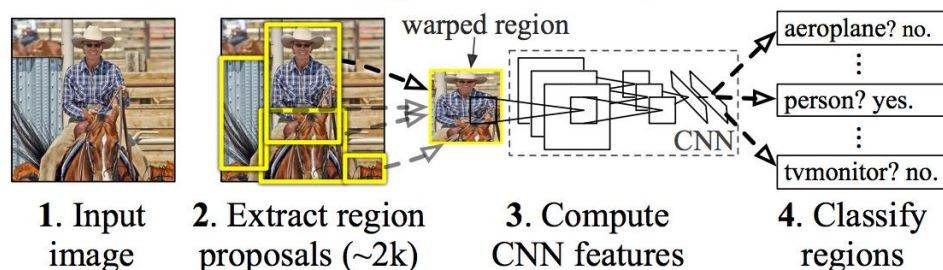 warped region
aeroplane? no.
⋮
person? yes.
⋮
tvmonitor? no.
CNN
1. Input
image
2. Extract region
proposals (~2k)
3. Compute
CNN features
4. Classify
regions